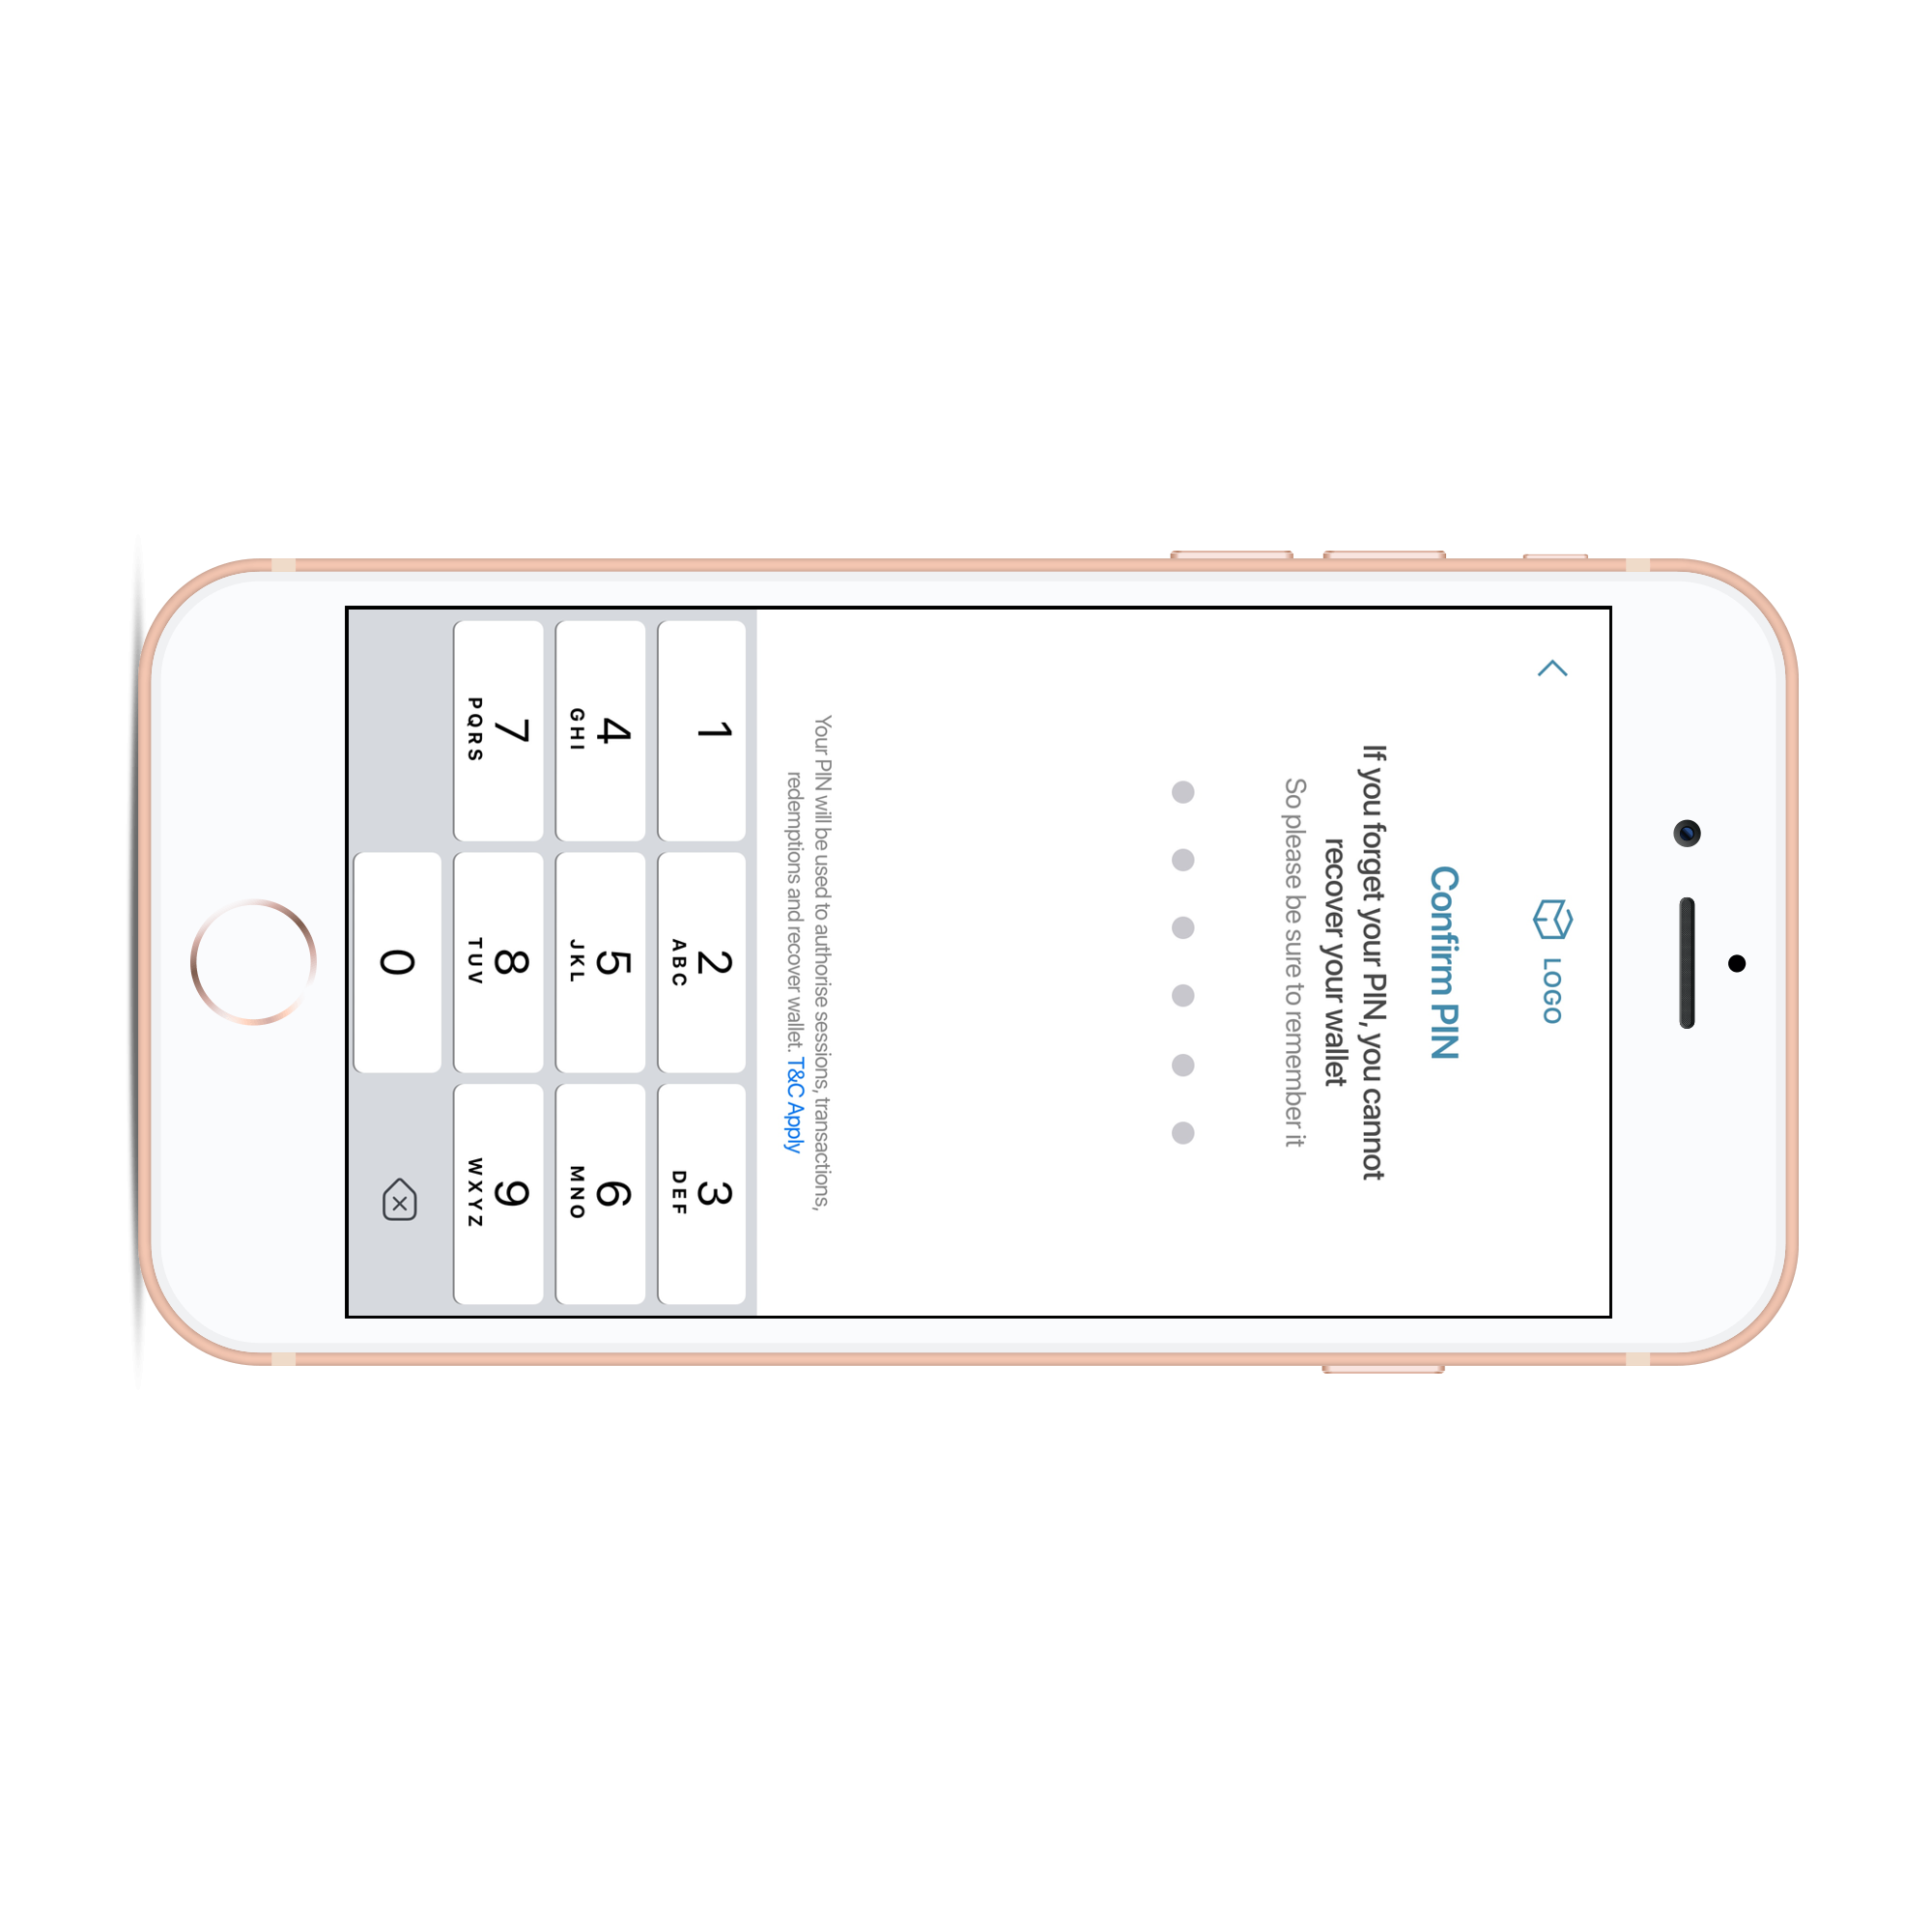 LOGO
Confirm PIN
If you forget your PIN, you cannot
recover your wallet
So please be sure to remember it
Your PIN will be used to authorise sessions, transactions,
redemptions and recover wallet. T&C Apply
1
2
ABC
3
DEF
4
GHI
5
JKL
6
MNO
7
PQRS
8
TUV
9
WXYZ
0